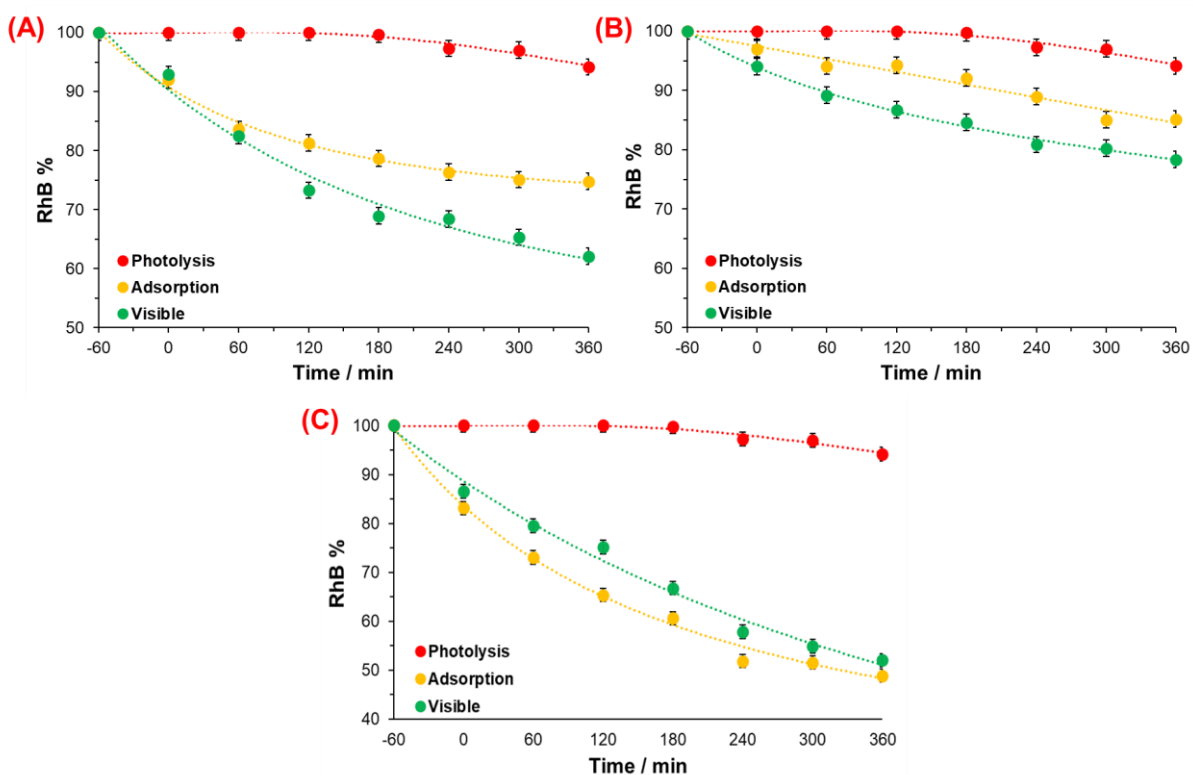 (A)
RhB %
100
90
80
70
60
50
Photolysis
Adsorption
Visible
-60 0 60 120 180 240 300 360
Time / min
(B)
RhB %
100
90
80
70
60
50
Photolysis
Adsorption
Visible
-60 0 60 120 180 240 300 360
Time / min
(C)
RhB %
100
90
80
70
60
50
40
Photolysis
Adsorption
Visible
-60 0 60 120 180 240 300 360
Time / min